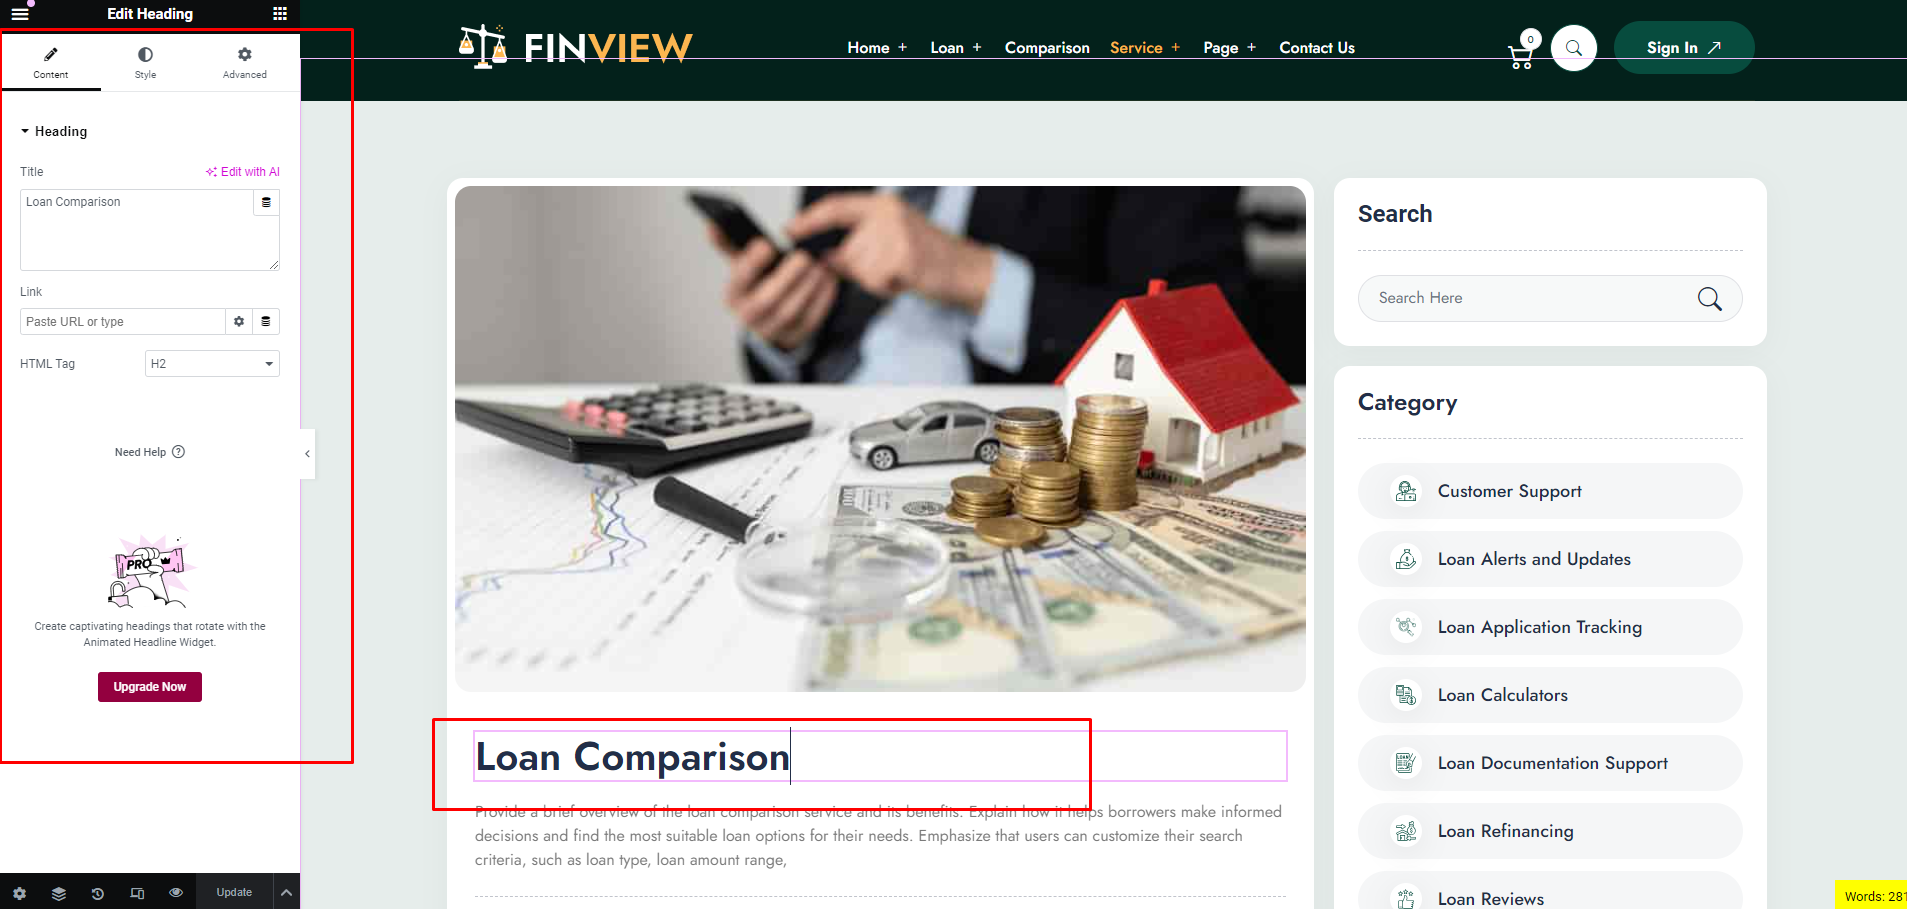 Edit Heading
Content
Style
Advanced
Heading
Title
Edit with AI
Loan Comparison
Link
Paste URL or type
HTML Tag
H2
Need Help
PRO
Create captivating headings that rotate with the
Animated Headline Widget.
Upgrade Now
Update
FINVIEW
Home +
Loan +
Comparison
Service +
Page +
Contact Us
0
Sign In
Loan Comparison
Provide a brief overview of the loan comparison service and its benefits. Explain how it helps borrowers make informed
decisions and find the most suitable loan options for their needs. Emphasize that users can customize their search
criteria, such as loan type, loan amount range,
Search
Search Here
Category
Customer Support
Loan Alerts and Updates
Loan Application Tracking
Loan Calculators
Loan Documentation Support
Loan Refinancing
Loan Reviews
Words: 281